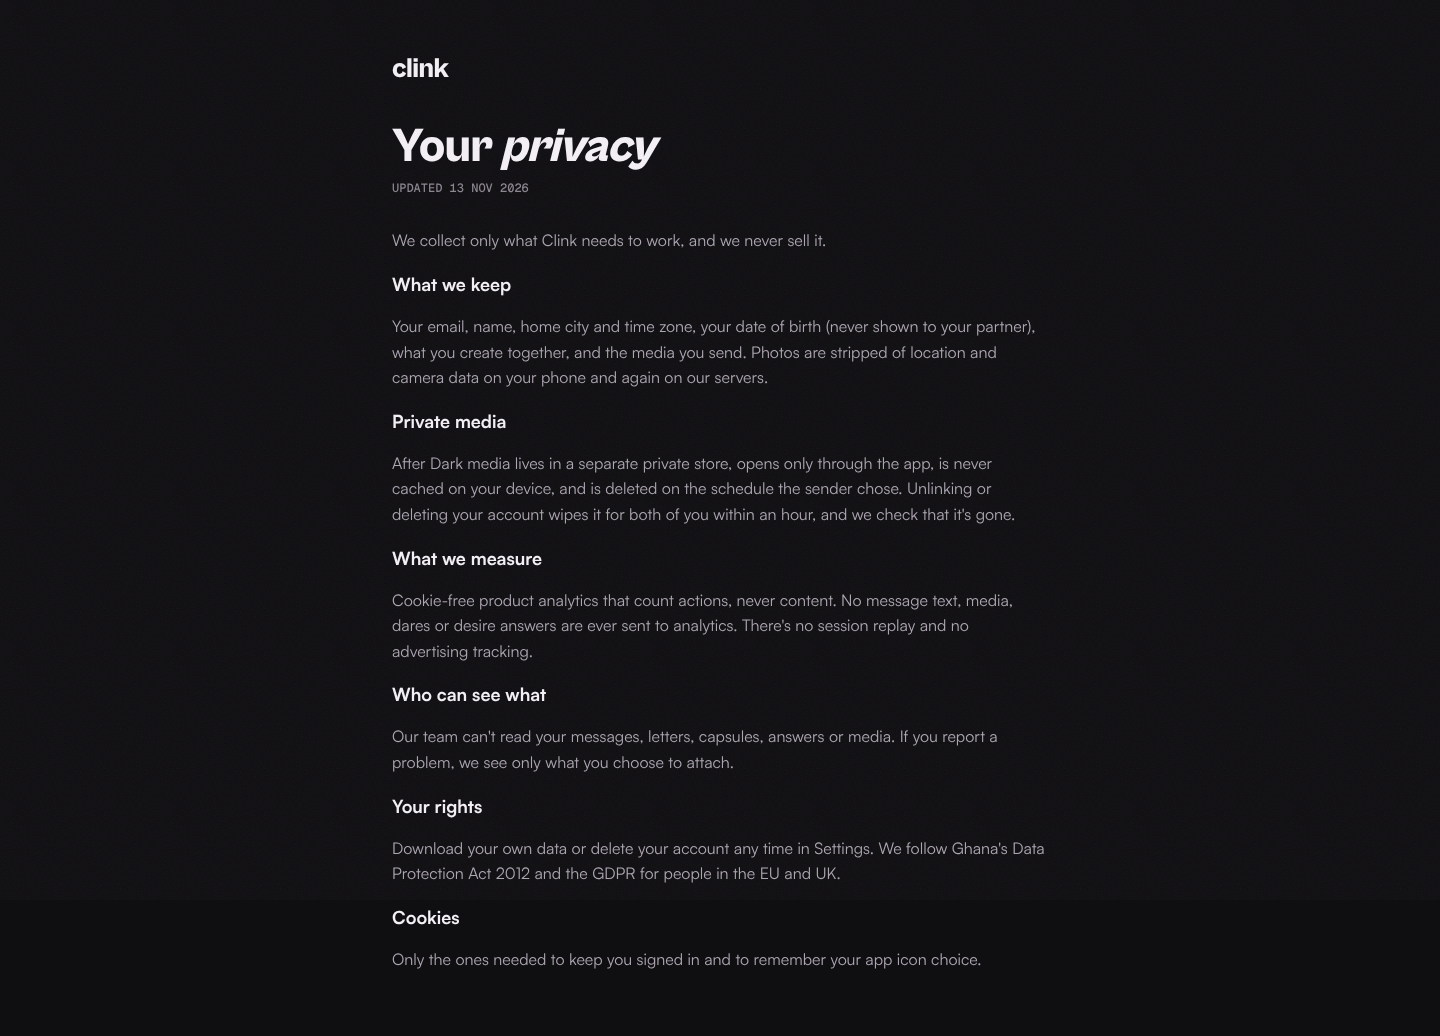 clink
Your privacy
UPDATED 13 NOV 2026
We collect only what Clink needs to work, and we never sell it.
What we keep
Your email, name, home city and time zone, your date of birth (never shown to your partner),
what you create together, and the media you send. Photos are stripped of location and
camera data on your phone and again on our servers.
Private media
After Dark media lives in a separate private store, opens only through the app, is never
cached on your device, and is deleted on the schedule the sender chose. Unlinking or
deleting your account wipes it for both of you within an hour, and we check that it's gone.
What we measure
Cookie-free product analytics that count actions, never content. No message text, media,
dares or desire answers are ever sent to analytics. There's no session replay and no
advertising tracking.
Who can see what
Our team can't read your messages, letters, capsules, answers or media. If you report a
problem, we see only what you choose to attach.
Your rights
Download your own data or delete your account any time in Settings. We follow Ghana's Data
Protection Act 2012 and the GDPR for people in the EU and UK.
Cookies
Only the ones needed to keep you signed in and to remember your app icon choice.